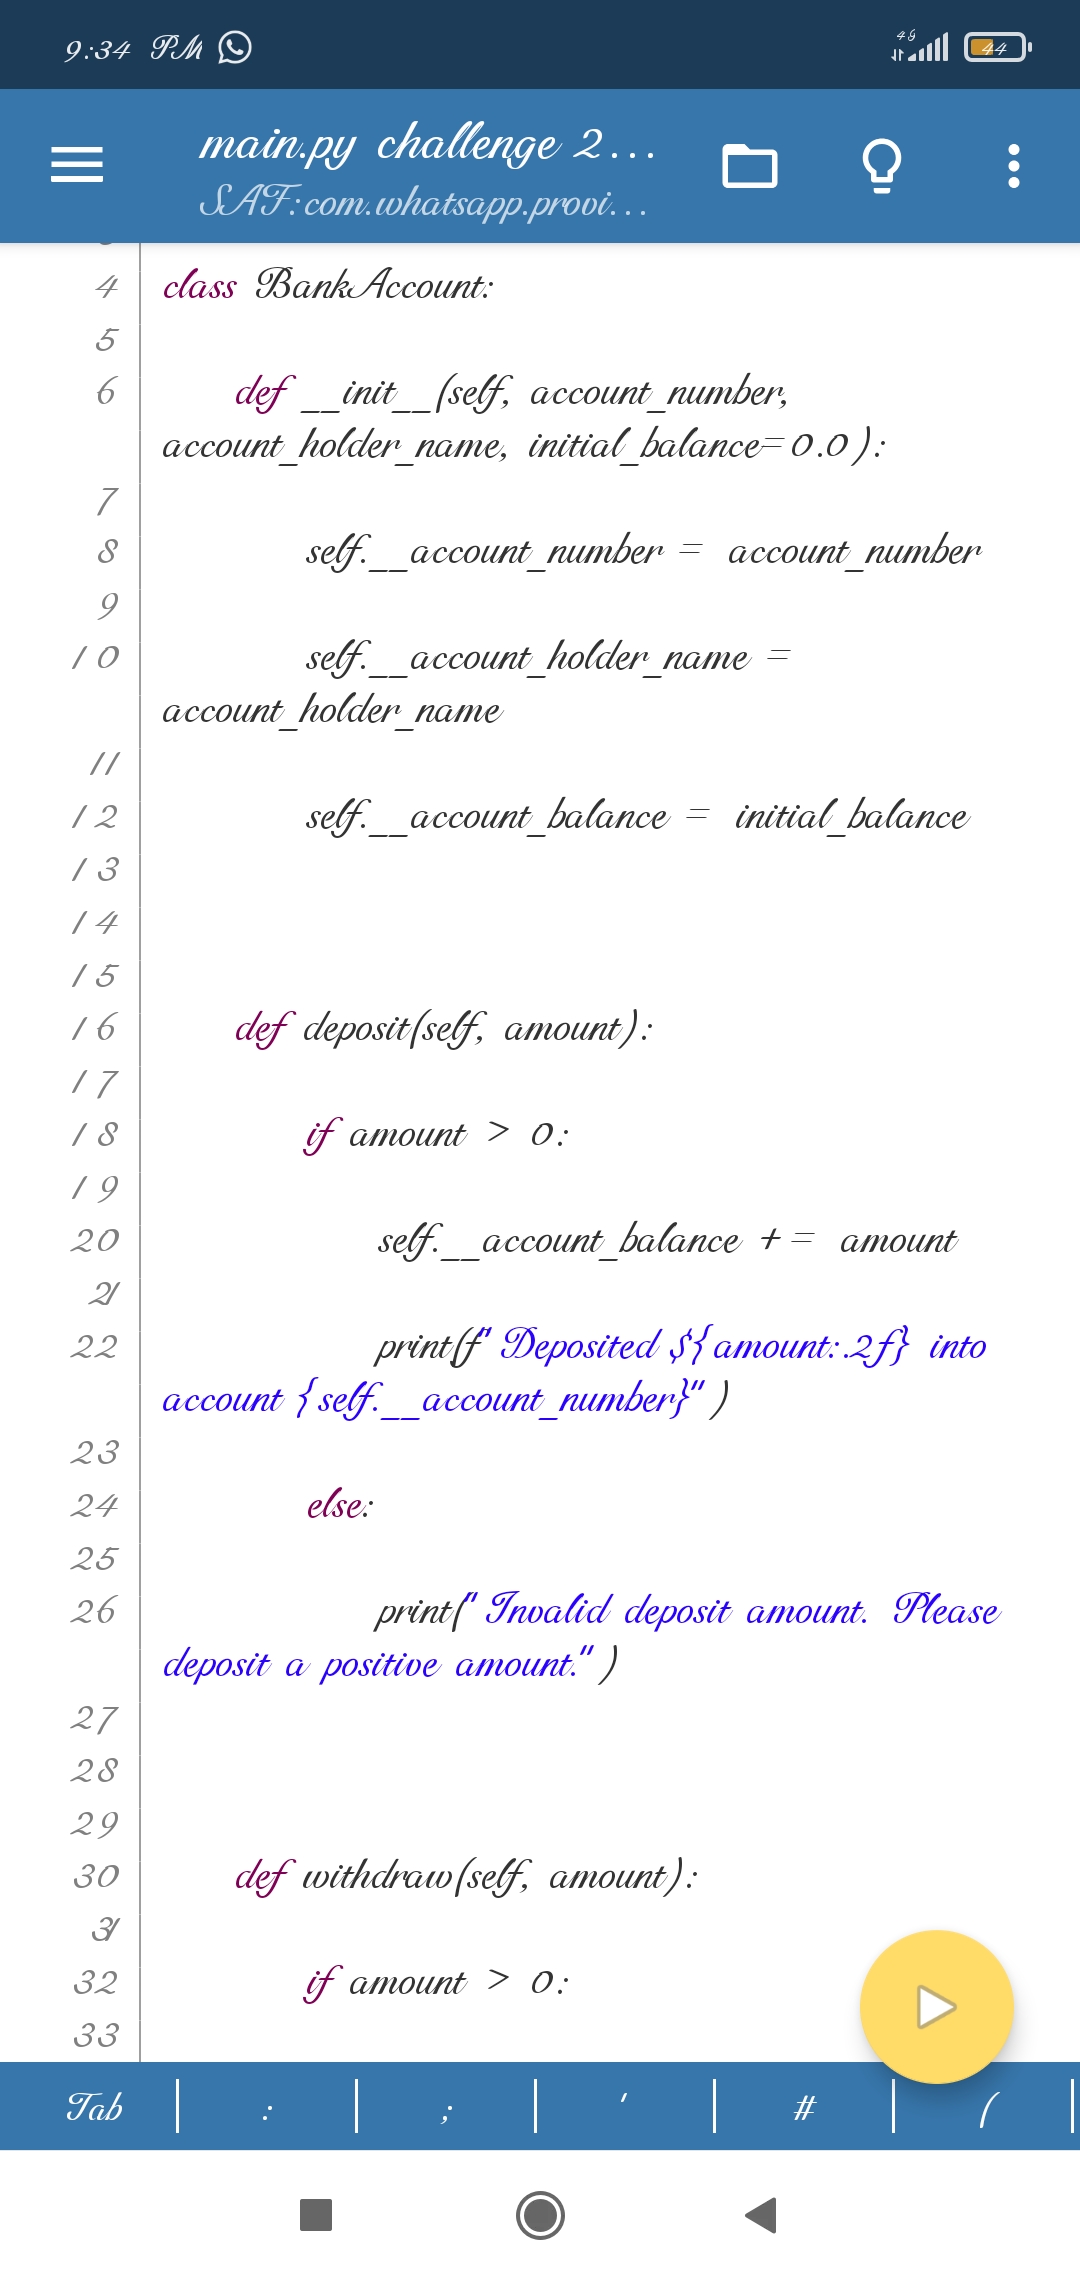 9:34 PM
4G
44
main.py challenge 2...
SAF:com.whatsapp.provi...
4 class BankAccount:
5
6 def __init__(self, account_number,
account_holder_name, initial_balance=0.0):
7
8 self.__account_number = account_number
9
10 self.__account_holder_name =
account_holder_name
11
12 self.__account_balance = initial_balance
13
14
15
16 def deposit(self, amount):
17
18 if amount > 0:
19
20 self.__account_balance += amount
21
22 print(f"Deposited ${amount:.2f} into
account {self.__account_number}")
23
24 else:
25
26 print("Invalid deposit amount. Please
deposit a positive amount.")
27
28
29
30 def withdraw(self, amount):
31
32 if amount > 0:
33
Tab : ; ' # (